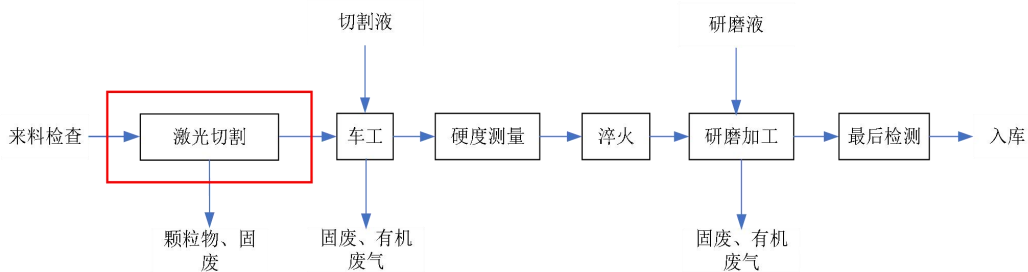 切割液
研磨液
来料检查
激光切割
车工
硬度测量
淬火
研磨加工
最后检测
入库
颗粒物、固
废
固废、有机
废气
固废、有机
废气